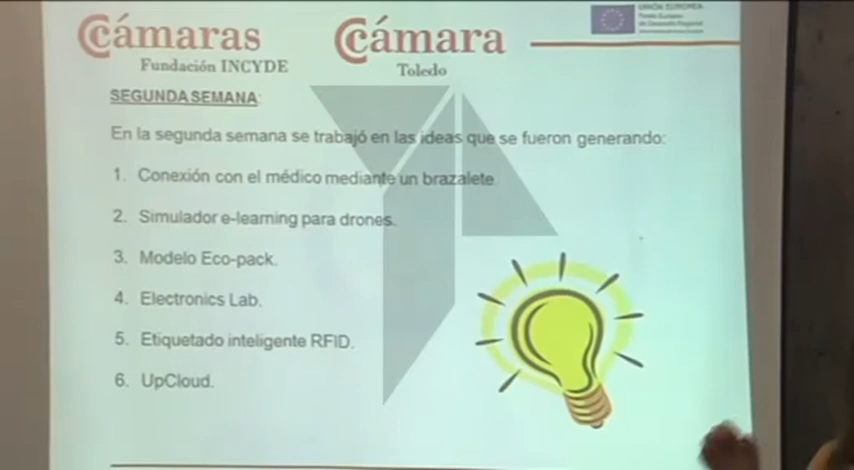 Cámaras
Fundación INCYDE
Cámara
Toledo
UNIÓN EUROPEA
SEGUNDA SEMANA:
En la segunda semana se trabajó en las ideas que se fueron generando:
1. Conexión con el médico mediante un brazalete.
2. Simulador e-learning para drones.
3. Modelo Eco-pack.
4. Electronics Lab.
5. Etiquetado inteligente RFID.
6. UpCloud.